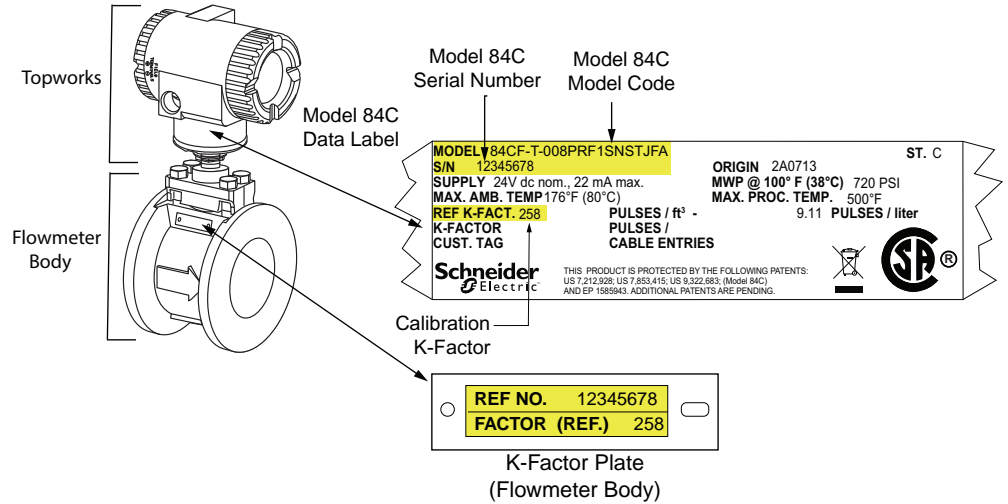 Topworks
Flowmeter
Body
Model 84C
Data Label
Model 84C
Serial Number
Model 84C
Model Code
MODEL 84CF-T-008PRF1SNSTJFA
ST. C
S/N 12345678
ORIGIN 2A0713
SUPPLY 24V dc nom., 22 mA max.
MWP @ 100° F (38°C) 720 PSI
MAX. AMB. TEMP 176°F (80°C)
MAX. PROC. TEMP. 500°F
REF K-FACT. 258 PULSES / ft³ - 9.11 PULSES / liter
K-FACTOR PULSES /
CUST. TAG CABLE ENTRIES
Schneider
Electric
THIS PRODUCT IS PROTECTED BY THE FOLLOWING PATENTS:
US 7,212,928; US 7,853,415; US 9,322,683; (Model 84C)
AND EP 1585943. ADDITIONAL PATENTS ARE PENDING.
SA ®
Calibration
K-Factor
REF NO. 12345678
FACTOR (REF.) 258
K-Factor Plate
(Flowmeter Body)